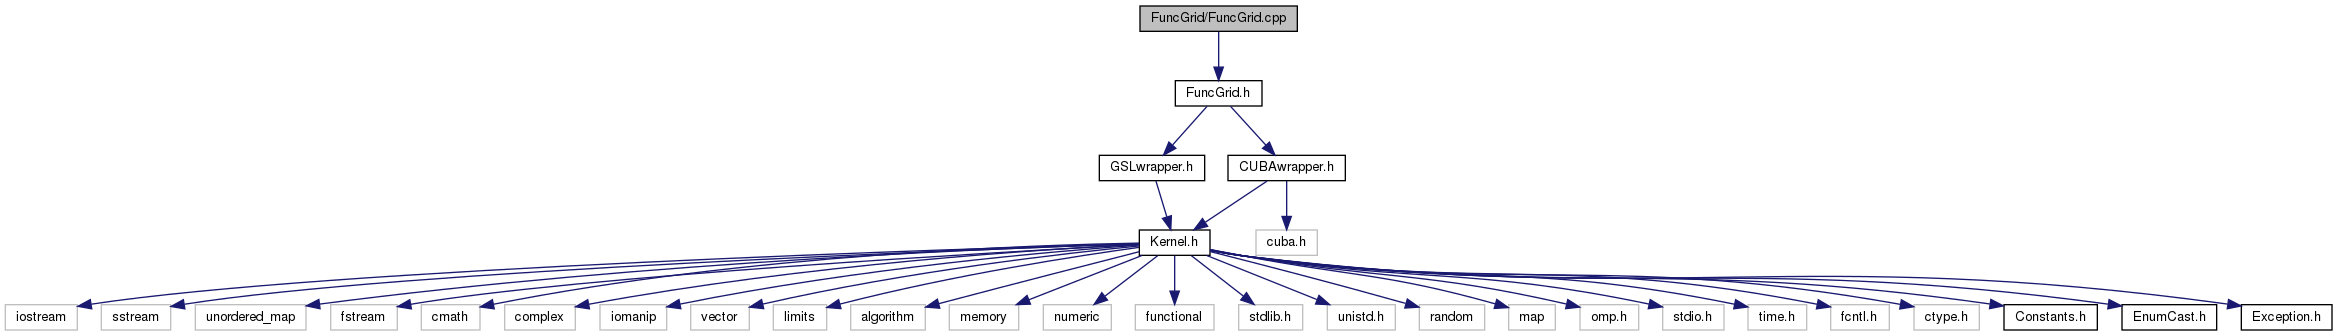 FuncGrid/FuncGrid.cpp
FuncGrid.h
GSLwrapper.h
CUBAwrapper.h
Kernel.h
cuba.h
iostream
sstream
unordered_map
fstream
cmath
complex
iomanip
vector
limits
algorithm
memory
numeric
functional
stdlib.h
unistd.h
random
map
omp.h
stdio.h
time.h
fcntl.h
ctype.h
Constants.h
EnumCast.h
Exception.h